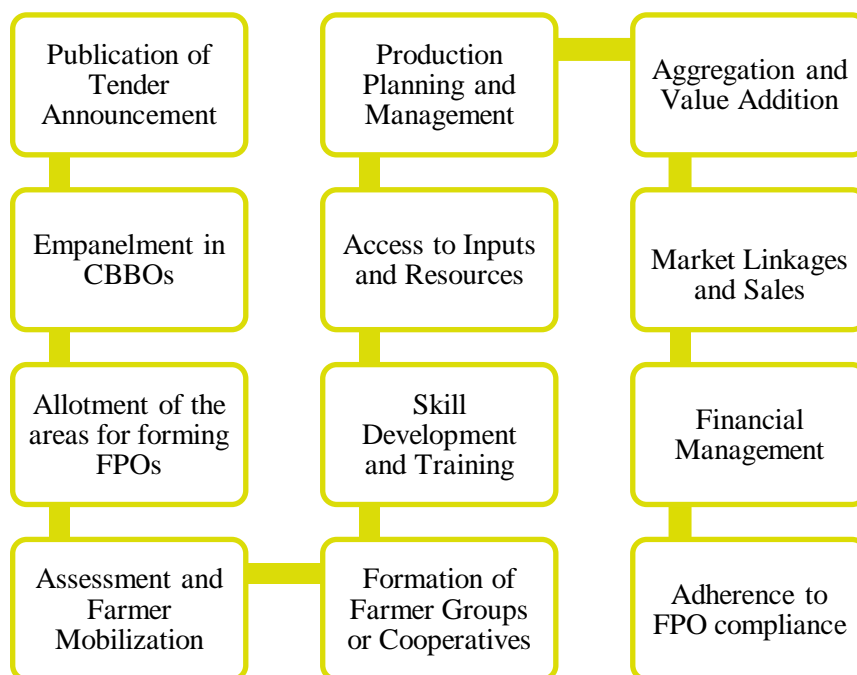 Publication of
Tender
Announcement
Empanelment in
CBBOs
Allotment of the
areas for forming
FPOs
Assessment and
Farmer
Mobilization
Formation of
Farmer Groups
or Cooperatives
Skill
Development
and Training
Access to Inputs
and Resources
Production
Planning and
Management
Aggregation and
Value Addition
Market Linkages
and Sales
Financial
Management
Adherence to
FPO compliance